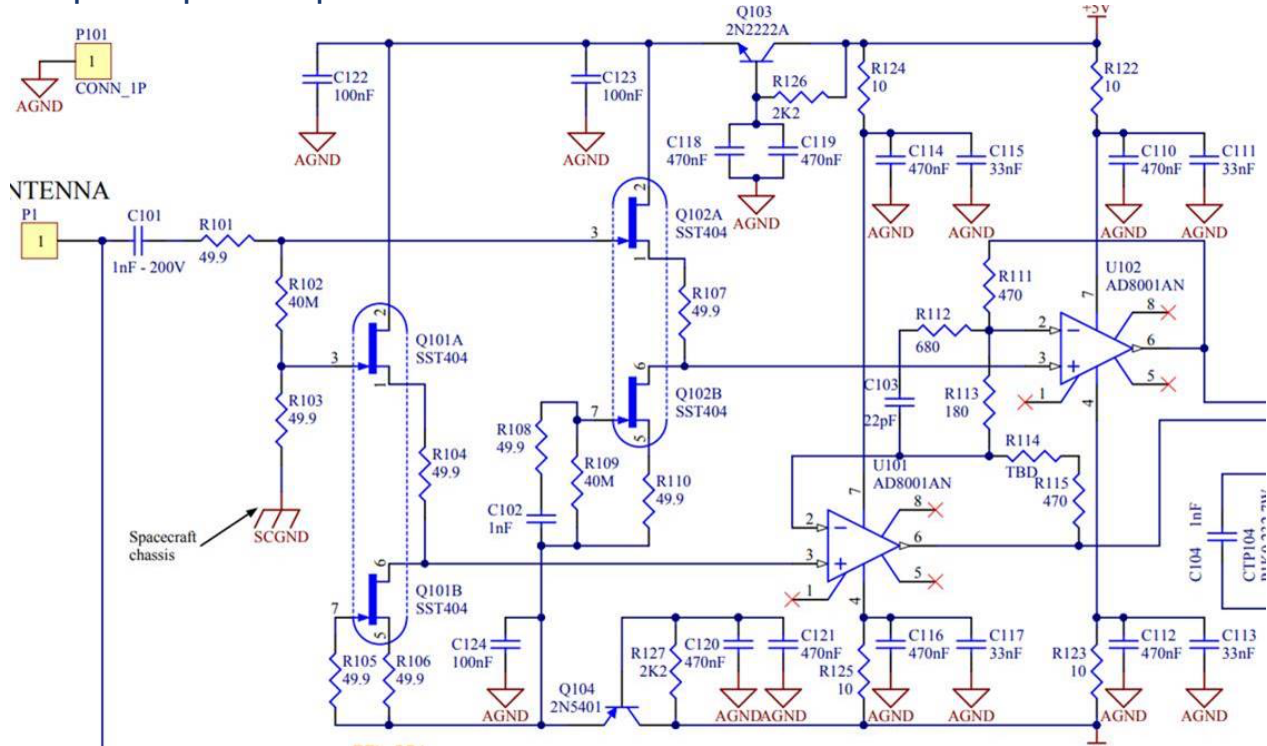 P101
1
CONN_1P
AGND
C122
100nF
AGND
C123
100nF
AGND
Q103
2N2222A
R126
2K2
C118
470nF
C119
470nF
AGND
+5V
R124
10
R122
10
C114
470nF
C115
33nF
AGND
AGND
C110
470nF
C111
33nF
AGND
AGND
NTENNA
P1
1
C101
1nF - 200V
R101
49.9
R102
40M
R103
49.9
Spacecraft
chassis
SCGND
2
Q101A
SST404
3
1
R104
49.9
6
Q101B
SST404
7
5
R105
49.9
R106
49.9
2
Q102A
SST404
3
1
R107
49.9
6
Q102B
SST404
7
5
R108
49.9
R109
40M
R110
49.9
C102
1nF
C124
100nF
AGND
Q104
2N5401
R127
2K2
C120
470nF
C121
470nF
AGND
AGND
R111
470
R112
680
C103
22pF
R113
180
R114
TBD
R115
470
U102
AD8001AN
7
8
2
6
3
5
1
4
U101
AD8001AN
7
8
2
6
3
5
1
4
R125
10
C116
470nF
C117
33nF
AGND
AGND
R123
10
C112
470nF
C113
33nF
AGND
AGND
C104
1nF
CTP104